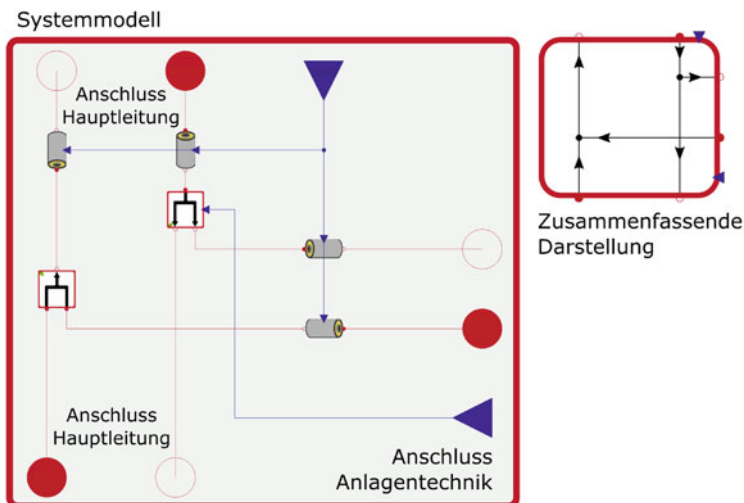 Systemmodell
Anschluss
Hauptleitung
Zusammenfassende
Darstellung
Anschluss
Hauptleitung
Anschluss
Anlagentechnik